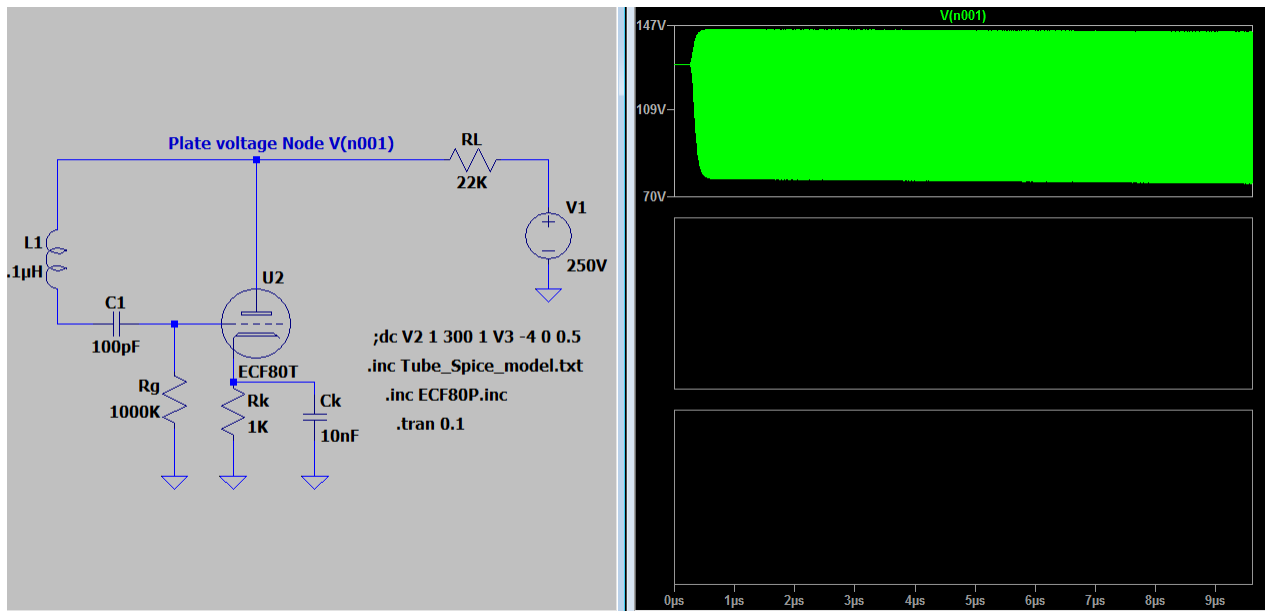 Plate voltage Node V(n001)
RL
22K
V1
250V
L1
.1µH
U2
C1
100pF
ECF80T
Rg
1000K
Rk
1K
Ck
10nF
;dc V2 1 300 1 V3 -4 0 0.5
.inc Tube_Spice_model.txt
.inc ECF80P.inc
.tran 0.1
V(n001)
147V
109V
70V
0µs 1µs 2µs 3µs 4µs 5µs 6µs 7µs 8µs 9µs